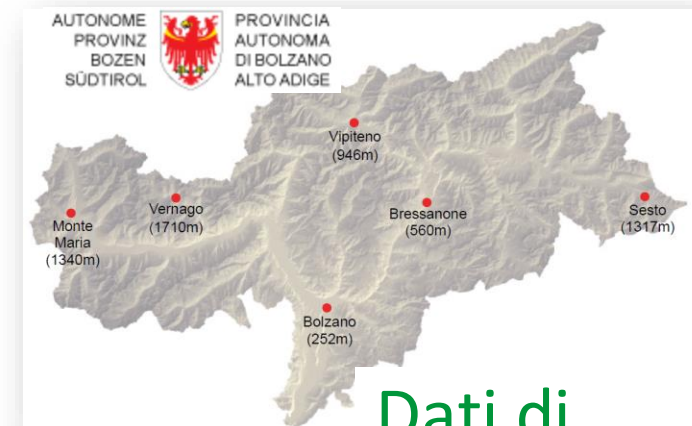 AUTONOME
PROVINZ
BOZEN
SÜDTIROL
PROVINCIA
AUTONOMA
DI BOLZANO
ALTO ADIGE
Vipiteno
(946m)
Monte
Maria
(1340m)
Vernago
(1710m)
Bressanone
(560m)
Sesto
(1317m)
Bolzano
(252m)
Dati di